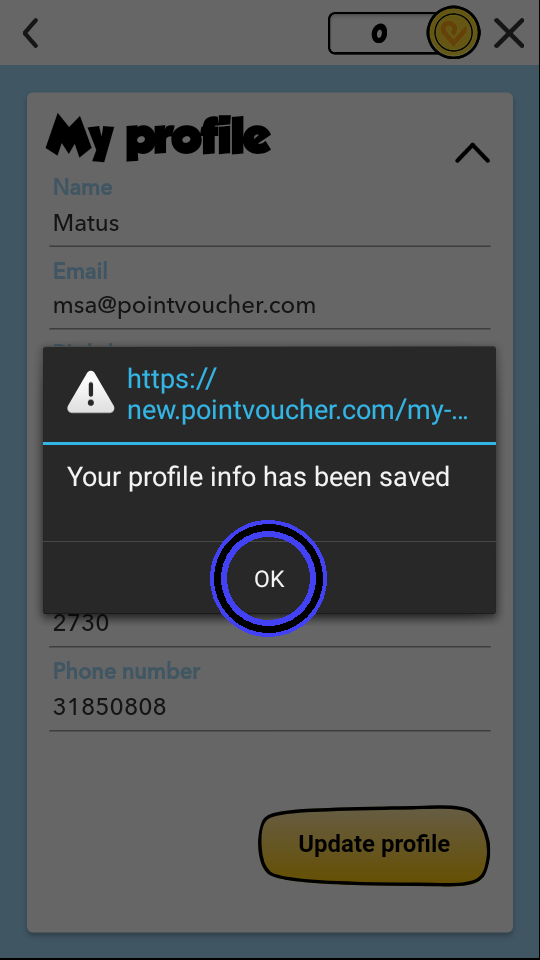 0
My profile
Name
Matus
Email
msa@pointvoucher.com
https://
new.pointvoucher.com/my-...
Your profile info has been saved
OK
2730
Phone number
31850808
Update profile